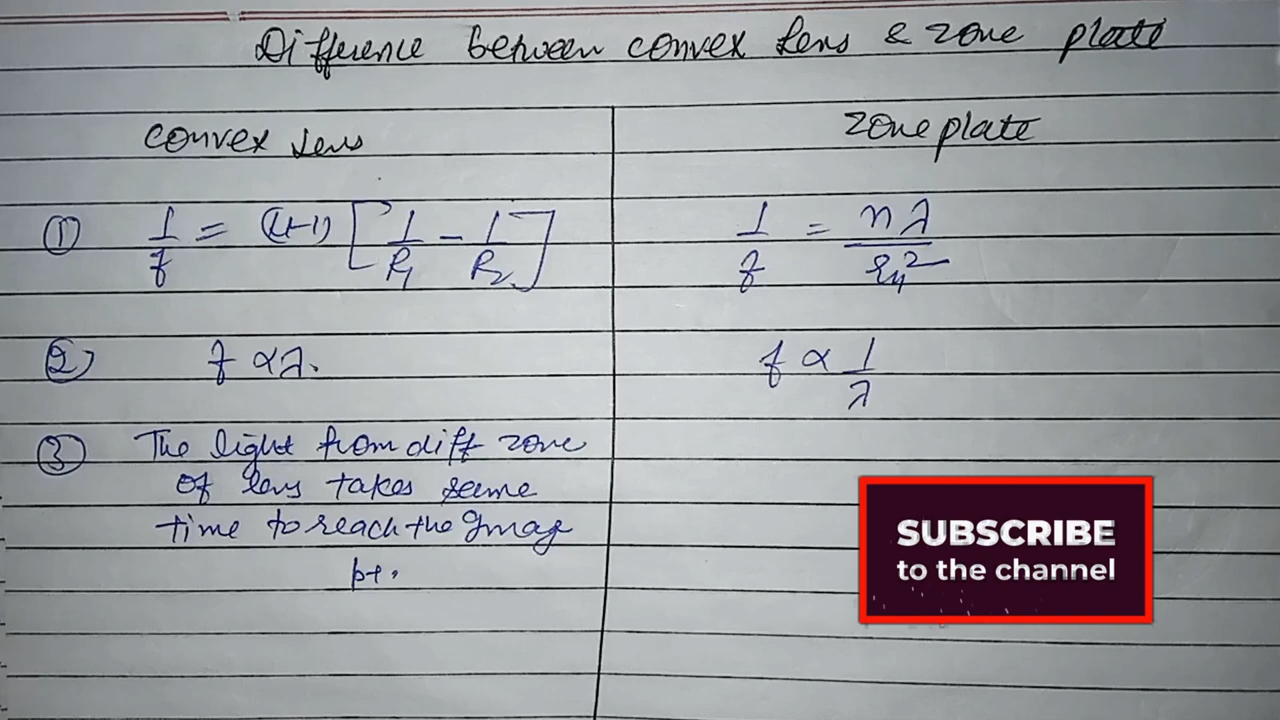 Difference between convex lens & zone plate
convex lens
zone plate
① 1/f = (μ-1) [1/R₁ - 1/R₂]
1/f = nλ/rₙ²
② f ∝ λ.
f ∝ 1/λ
③ The light from diff zone
of lens takes same
time to reach the Image
pt.
SUBSCRIBE
to the channel